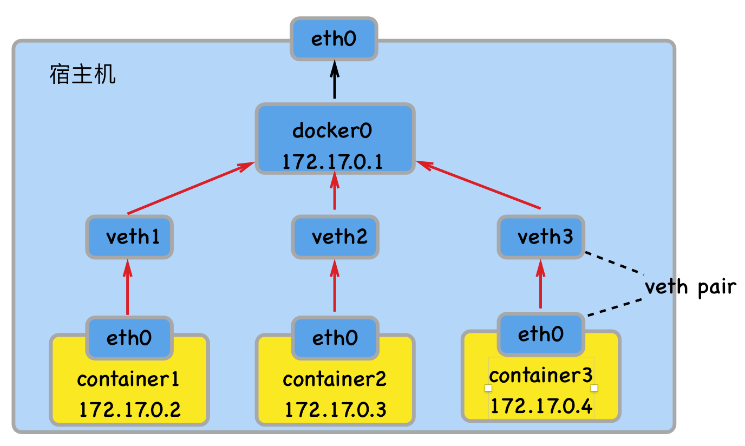 eth0
宿主机
docker0
172.17.0.1
veth1
veth2
veth3
veth pair
eth0
eth0
eth0
container1
container2
container3
172.17.0.2
172.17.0.3
172.17.0.4